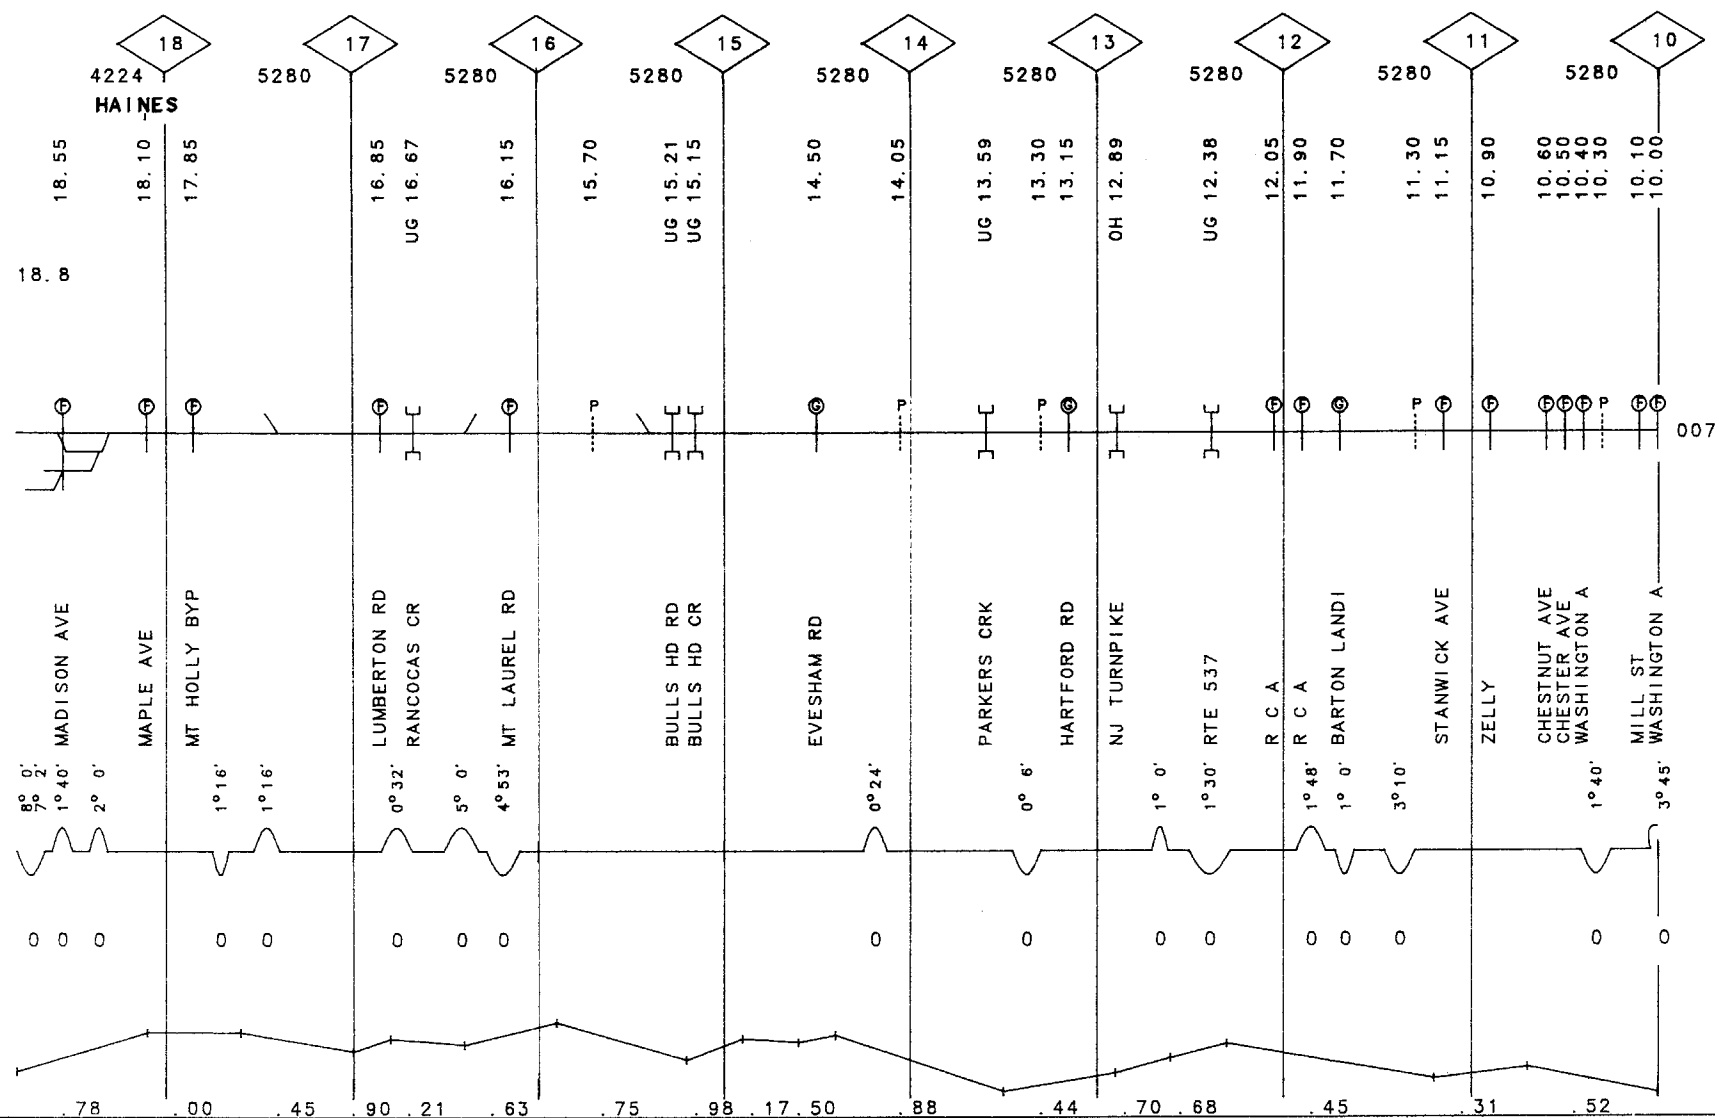 18 17 16 15 14 13 12 11 10
4224 5280 5280 5280 5280 5280 5280 5280 5280
HAINES
18.55
18.10
17.85
16.85
UG 16.67
16.15
15.70
UG 15.21
UG 15.15
14.50
14.05
UG 13.59
13.30
13.15
OH 12.89
UG 12.38
12.05
11.90
11.70
11.30
11.15
10.90
10.60
10.50
10.40
10.30
10.10
10.00
18.8
F F F F F P G P P G F F G P F F F F F P F F
007
MADISON AVE
MAPLE AVE
MT HOLLY BYP
LUMBERTON RD
RANCOCAS CR
MT LAUREL RD
BULLS HD RD
BULLS HD CR
EVESHAM RD
PARKERS CRK
HARTFORD RD
NJ TURNPIKE
RTE 537
R C A
R C A
BARTON LANDI
STANWICK AVE
ZELLY
CHESTNUT AVE
CHESTER AVE
WASHINGTON A
MILL ST
WASHINGTON A
8° 0'
7° 2'
1° 40'
2° 0'
1° 16'
1° 16'
0° 32'
5° 0'
4° 53'
0° 24'
0° 6'
1° 0'
1° 30'
1° 48'
1° 0'
3° 10'
1° 40'
3° 45'
0 0 0 0 0 0 0 0 0 0 0 0 0 0 0 0 0
.78 .00 .45 .90 .21 .63 .75 .98 .17 .50 .88 .44 .70 .68 .45 .31 .52